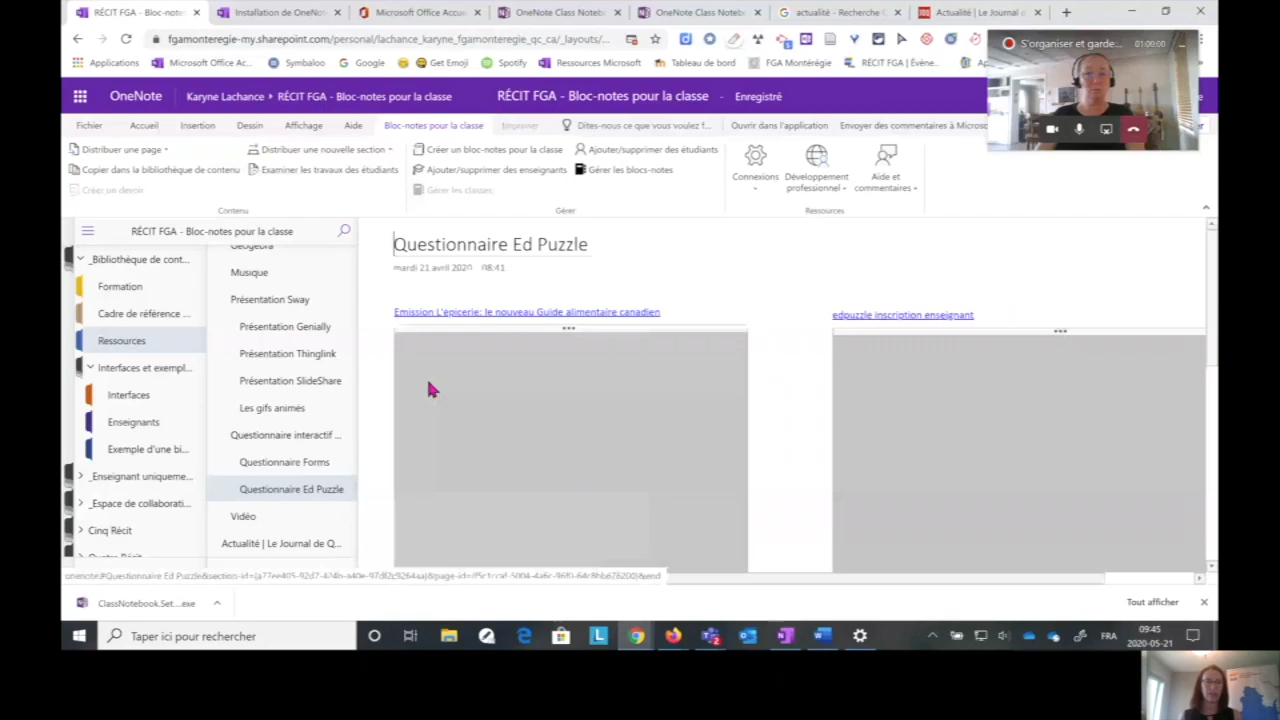 RÉCIT FGA - Bloc-notes
Installation de OneNot
Microsoft Office Accue
OneNote Class Noteb
OneNote Class Noteb
actualité - Recherche
Actualité | Le Journal d
fgamonteregie-my.sharepoint.com/personal/lachance_karyne_fgamonteregie_qc_ca/_layouts/...
Applications
Microsoft Office Ac...
Symbaloo
Google
Get Emoji
Spotify
Ressources Microsoft
Tableau de bord
FGA Montérégie
RÉCIT FGA | Évène...
S'organiser et garde...
01:09:00
OneNote
Karyne Lachance
RÉCIT FGA - Bloc-notes pour la classe
RÉCIT FGA - Bloc-notes pour la classe - Enregistré
Fichier
Accueil
Insertion
Dessin
Affichage
Aide
Bloc-notes pour la classe
Imprimer
Dites-nous ce que vous voulez f...
Ouvrir dans l'application
Envoyer des commentaires à Microso
Distribuer une page
Distribuer une nouvelle section
Créer un bloc-notes pour la classe
Ajouter/supprimer des étudiants
Copier dans la bibliothèque de contenu
Examiner les travaux des étudiants
Ajouter/supprimer des enseignants
Gérer les blocs-notes
Créer un devoir
Gérer les classes
Connexions
Développement professionnel
Aide et commentaires
Contenu
Gérer
Ressources
RÉCIT FGA - Bloc-notes pour la classe
_Bibliothèque de cont...
Formation
Cadre de référence ...
Ressources
Interfaces et exempl...
Interfaces
Enseignants
Exemple d'une bi...
_Enseignant uniqueme...
_Espace de collaborati...
Cinq Récit
Quatre Récit
Geogebra
Musique
Présentation Sway
Présentation Genially
Présentation Thinglink
Présentation SlideShare
Les gifs animés
Questionnaire interactif ...
Questionnaire Forms
Questionnaire Ed Puzzle
Vidéo
Actualité | Le Journal de Q...
Questionnaire Ed Puzzle
mardi 21 avril 2020 08:41
Emission L'épicerie: le nouveau Guide alimentaire canadien
edpuzzle inscription enseignant
ClassNotebook.Set....exe
Tout afficher
Taper ici pour rechercher
FRA
09:45
2020-05-21